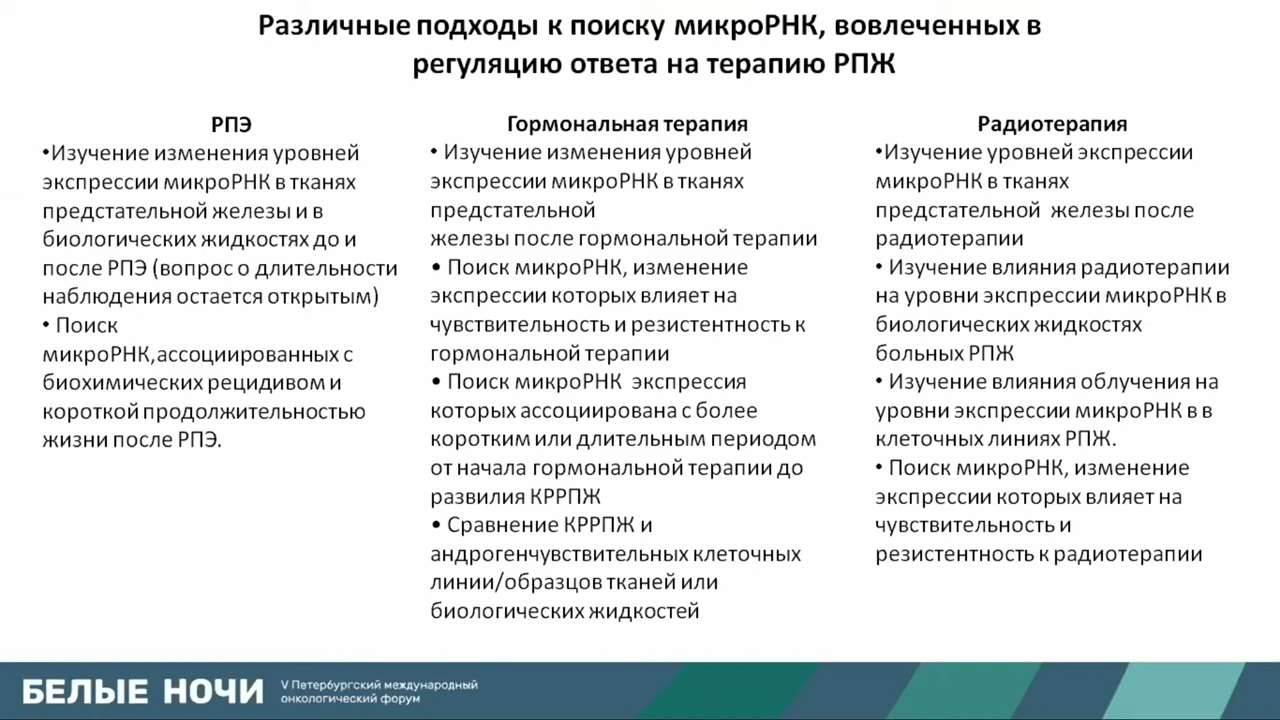 Различные подходы к поиску микроРНК, вовлеченных в
регуляцию ответа на терапию РПЖ
РПЭ
•Изучение изменения уровней
экспрессии микроРНК в тканях
предстательной железы и в
биологических жидкостях до и
после РПЭ (вопрос о длительности
наблюдения остается открытым)
• Поиск
микроРНК,ассоциированных с
биохимических рецидивом и
короткой продолжительностью
жизни после РПЭ.
Гормональная терапия
• Изучение изменения уровней
экспрессии микроРНК в тканях
предстательной
железы после гормональной терапии
• Поиск микроРНК, изменение
экспрессии которых влияет на
чувствительность и резистентность к
гормональной терапии
• Поиск микроРНК экспрессия
которых ассоциирована с более
коротким или длительным периодом
от начала гормональной терапии до
развилия КРРПЖ
• Сравнение КРРПЖ и
андрогенчувствительных клеточных
линии/образцов тканей или
биологических жидкостей
Радиотерапия
•Изучение уровней экспрессии
микроРНК в тканях
предстательной железы после
радиотерапии
• Изучение влияния радиотерапии
на уровни экспрессии микроРНК в
биологических жидкостях
больных РПЖ
• Изучение влияния облучения на
уровни экспрессии микроРНК в в
клеточных линиях РПЖ.
• Поиск микроРНК, изменение
экспрессии которых влияет на
чувствительность и
резистентность к радиотерапии
БЕЛЫЕ НОЧИ
V Петербургский международный
онкологический форум